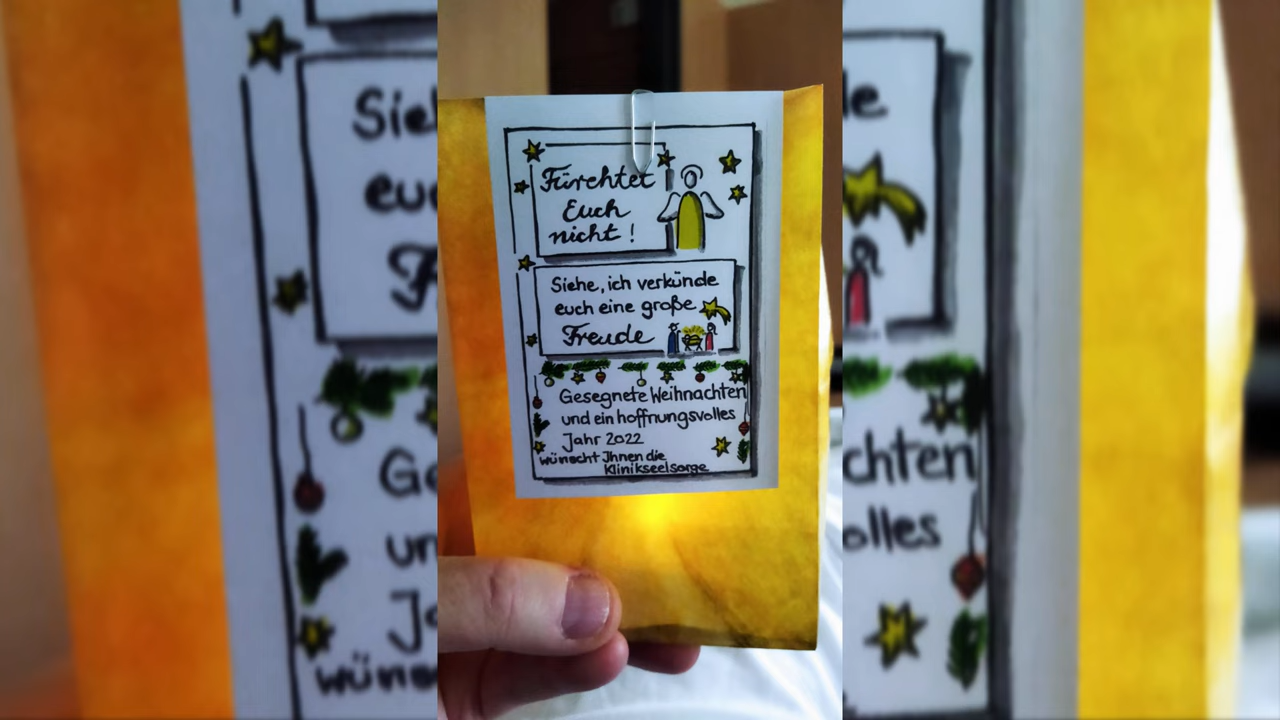 Fürchtet
Euch
nicht!
Siehe, ich verkünde
euch eine große
Freude
Gesegnete Weihnachten
und ein hoffnungsvolles
Jahr 2022
wünscht Ihnen die
Klinikseelsorge